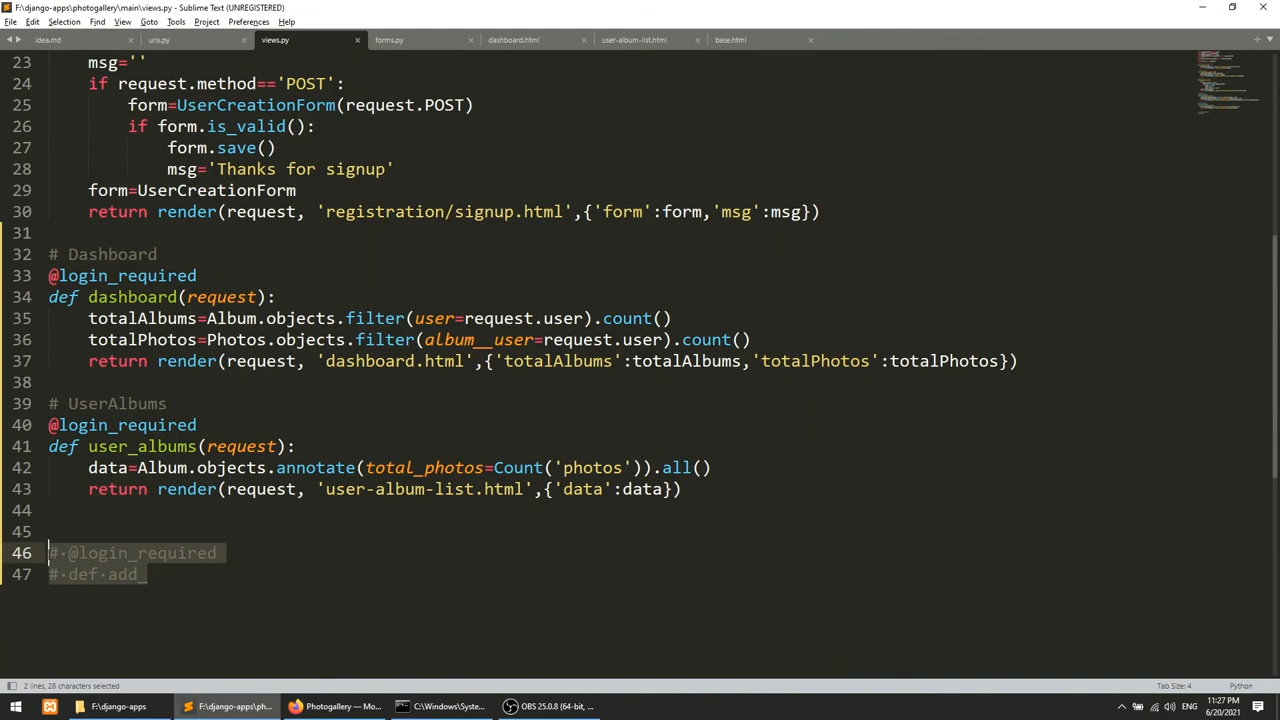 F:\django-apps\photogallery\main\views.py - Sublime Text (UNREGISTERED)
File Edit Selection Find View Goto Tools Project Preferences Help
idea.md × urls.py × views.py × forms.py × dashboard.html × user-album-list.html × base.html ×
23 msg=''
24 if request.method=='POST':
25 form=UserCreationForm(request.POST)
26 if form.is_valid():
27 form.save()
28 msg='Thanks for signup'
29 form=UserCreationForm
30 return render(request, 'registration/signup.html',{'form':form,'msg':msg})
31
32 # Dashboard
33 @login_required
34 def dashboard(request):
35 totalAlbums=Album.objects.filter(user=request.user).count()
36 totalPhotos=Photos.objects.filter(album__user=request.user).count()
37 return render(request, 'dashboard.html',{'totalAlbums':totalAlbums,'totalPhotos':totalPhotos})
38
39 # UserAlbums
40 @login_required
41 def user_albums(request):
42 data=Album.objects.annotate(total_photos=Count('photos')).all()
43 return render(request, 'user-album-list.html',{'data':data})
44
45
46 # @login_required
47 # def add_
2 lines, 28 characters selected Tab Size: 4 Python
F:\django-apps F:\django-apps\ph... Photogallery — Mo... C:\Windows\Syste... OBS 25.0.8 (64-bit, ... ENG 11:27 PM
6/20/2021